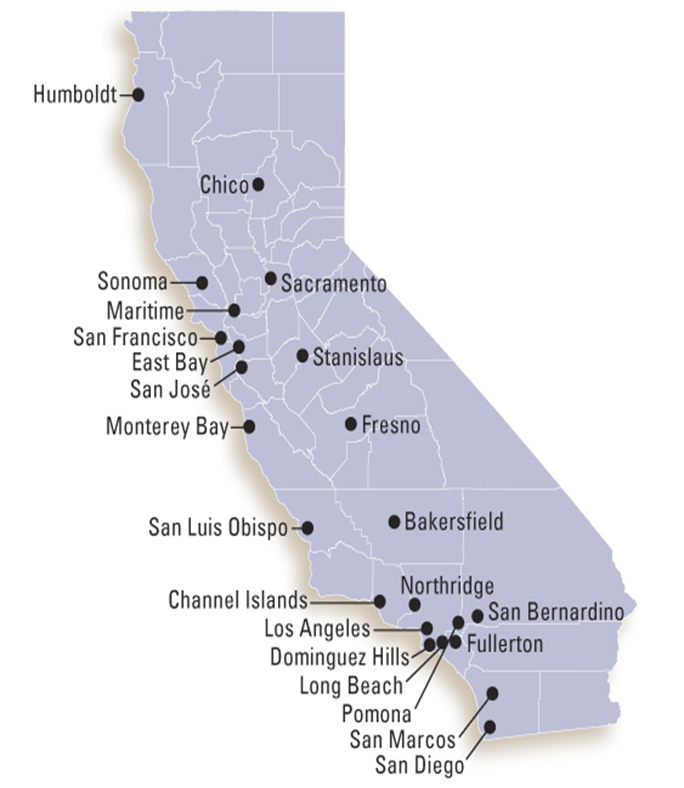 Humboldt
Chico
Sonoma
Sacramento
Maritime
San Francisco
East Bay
Stanislaus
San José
Monterey Bay
Fresno
San Luis Obispo
Bakersfield
Northridge
Channel Islands
San Bernardino
Los Angeles
Fullerton
Dominguez Hills
Long Beach
Pomona
San Marcos
San Diego